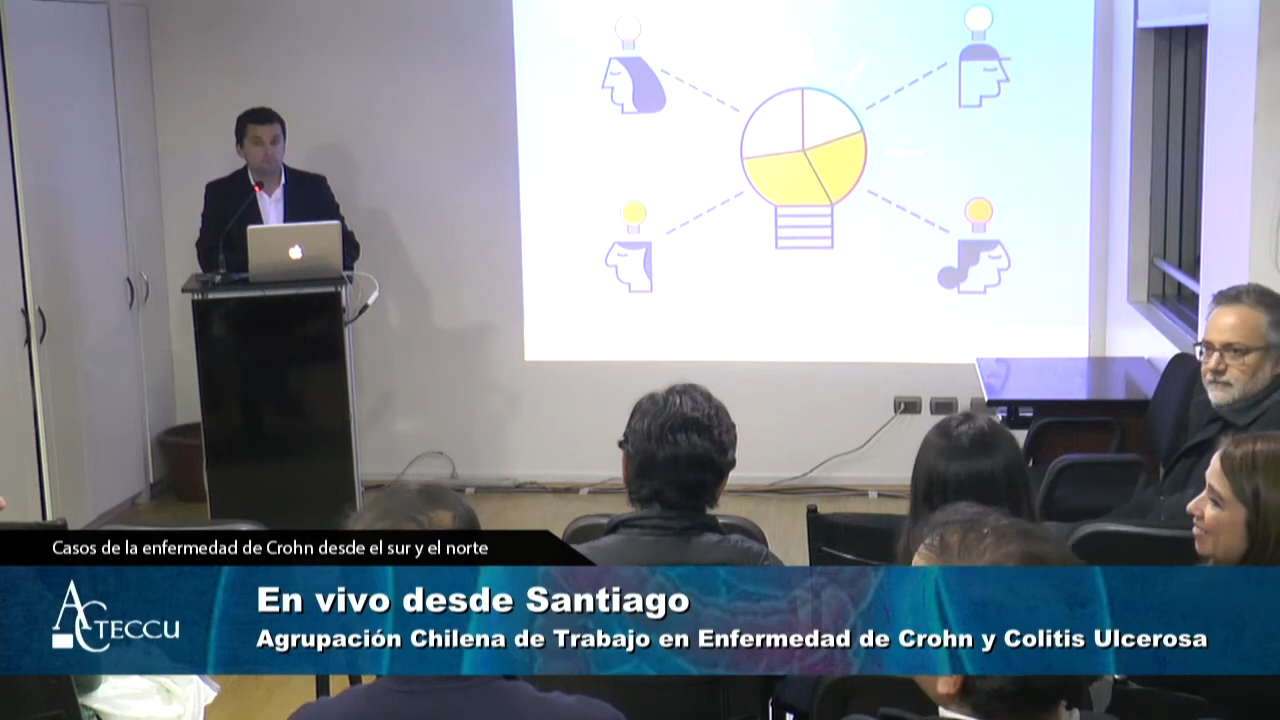 Casos de la enfermedad de Crohn desde el sur y el norte
En vivo desde Santiago
ACTECCU
Agrupación Chilena de Trabajo en Enfermedad de Crohn y Colitis Ulcerosa